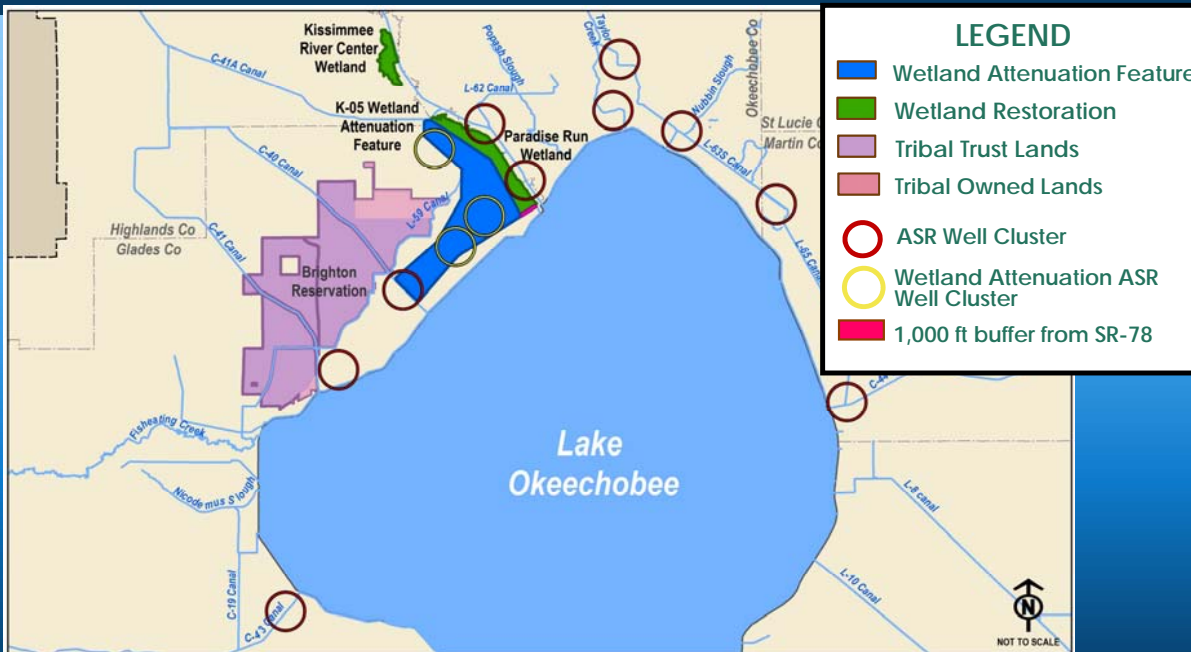 Kissimmee
River Center
Wetland
C-41A Canal
Popash Slough
Taylor
Creek
L-62 Canal
Nubbin Slough
Okeechobee Co
K-05 Wetland
Attenuation
Feature
Paradise Run
Wetland
St Lucie
Martin Co
C-40 Canal
L-63S Canal
L-59 Canal
C-41 Canal
Highlands Co
Glades Co
Brighton
Reservation
L-65 Canal
LEGEND
Wetland Attenuation Feature
Wetland Restoration
Tribal Trust Lands
Tribal Owned Lands
ASR Well Cluster
Wetland Attenuation ASR
Well Cluster
1,000 ft buffer from SR-78
Fisheating Creek
Lake
Okeechobee
Nicodemus Slough
L-8 canal
L-10 Canal
C-19 Canal
C-43 Canal
N
NOT TO SCALE